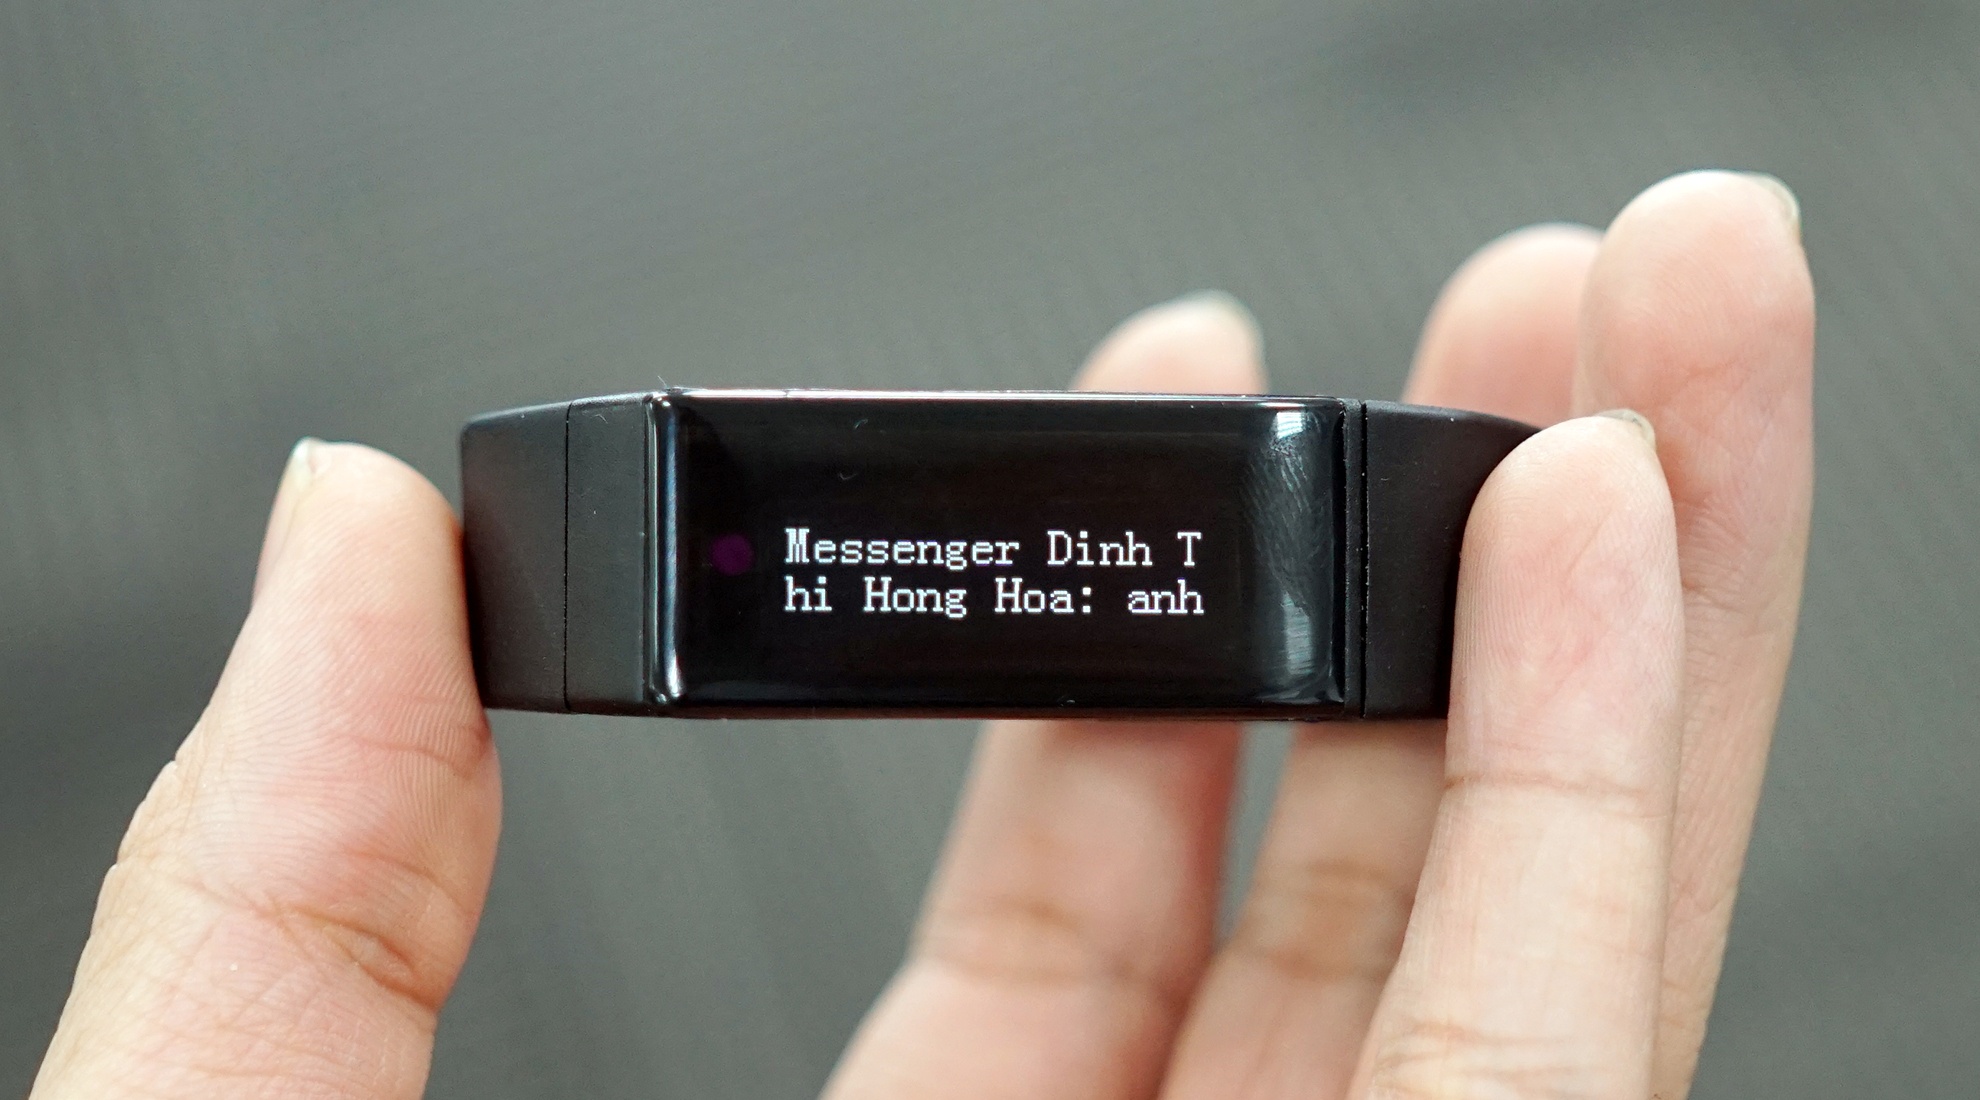 Messenger Dinh T
hi Hong Hoa: anh